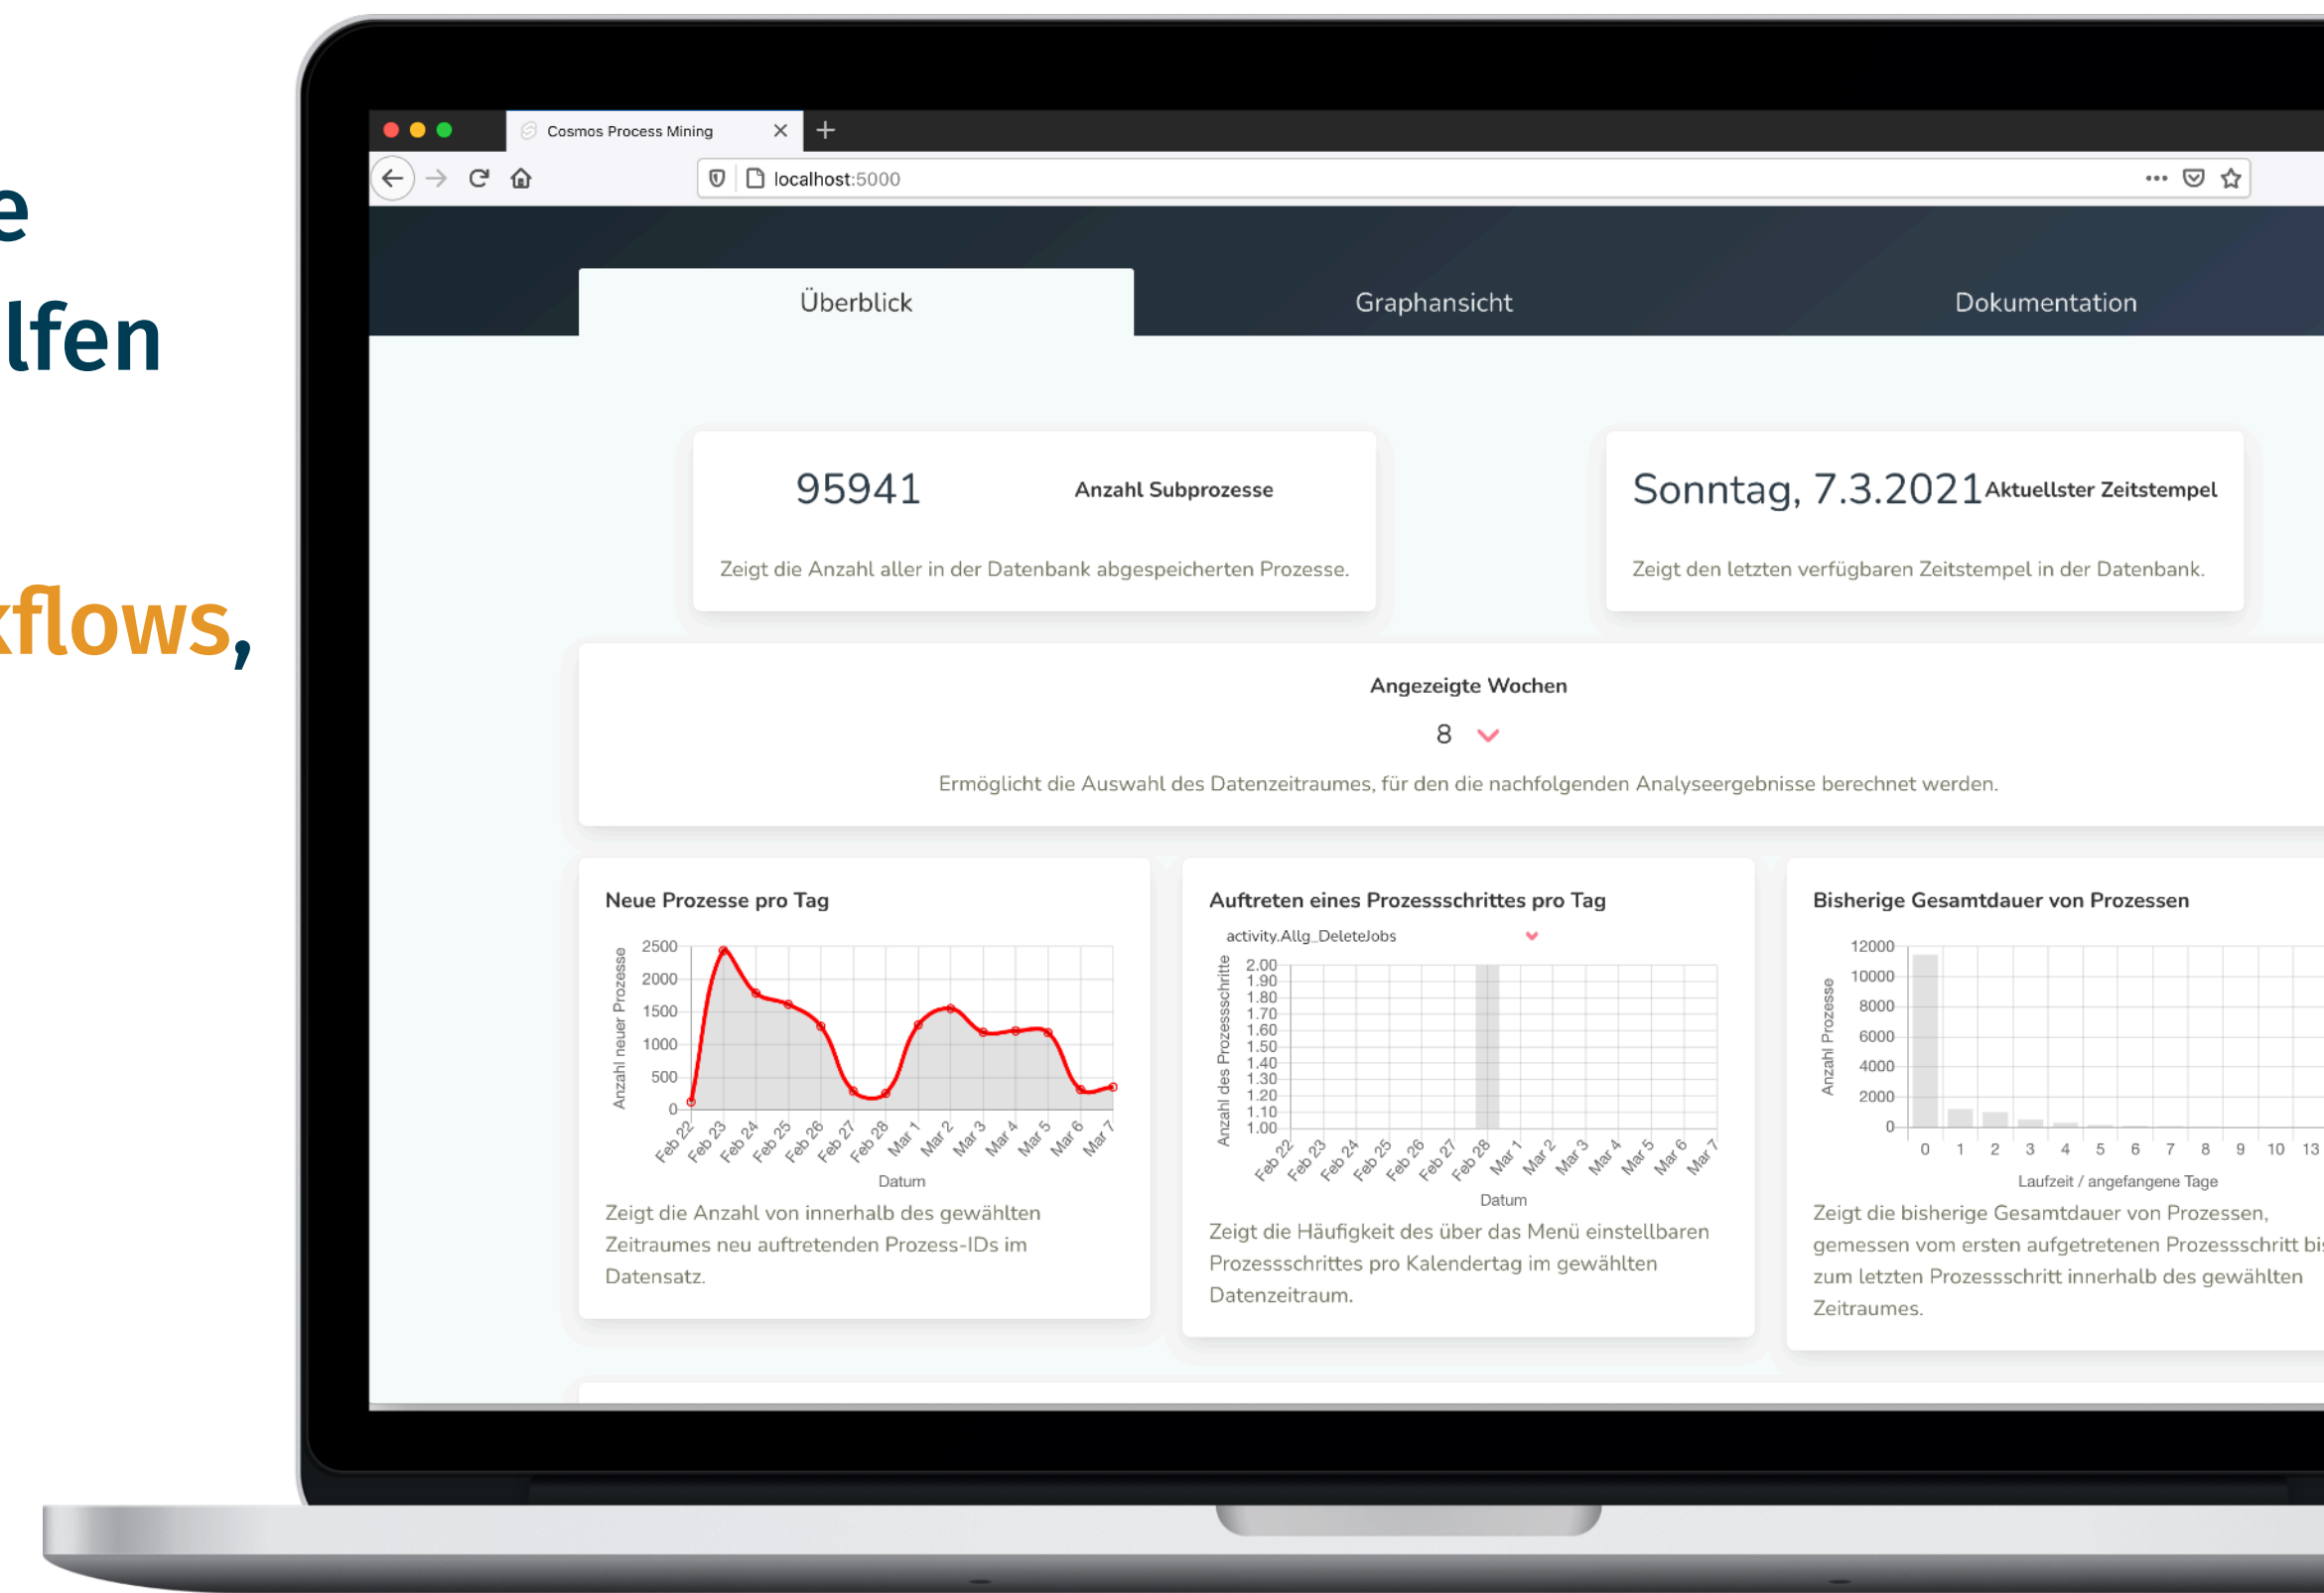 e
lfen
kflows,
Cosmos Process Mining
localhost:5000
Überblick
Graphansicht
Dokumentation
95941 Anzahl Subprozesse
Zeigt die Anzahl aller in der Datenbank abgespeicherten Prozesse.
Sonntag, 7.3.2021 Aktuellster Zeitstempel
Zeigt den letzten verfügbaren Zeitstempel in der Datenbank.
Angezeigte Wochen
8
Ermöglicht die Auswahl des Datenzeitraumes, für den die nachfolgenden Analyseergebnisse berechnet werden.
Neue Prozesse pro Tag
Anzahl neuer Prozesse
2500
2000
1500
1000
500
0
Feb 22 Feb 23 Feb 24 Feb 25 Feb 26 Feb 27 Feb 28 Mar 1 Mar 2 Mar 3 Mar 4 Mar 5 Mar 6 Mar 7
Datum
Zeigt die Anzahl von innerhalb des gewählten
Zeitraumes neu auftretenden Prozess-IDs im
Datensatz.
Auftreten eines Prozessschrittes pro Tag
activity.Allg_DeleteJobs
Anzahl des Prozessschritte
2.00
1.90
1.80
1.70
1.60
1.50
1.40
1.30
1.20
1.10
1.00
Feb 22 Feb 23 Feb 24 Feb 25 Feb 26 Feb 27 Feb 28 Mar 1 Mar 2 Mar 3 Mar 4 Mar 5 Mar 6 Mar 7
Datum
Zeigt die Häufigkeit des über das Menü einstellbaren
Prozessschrittes pro Kalendertag im gewählten
Datenzeitraum.
Bisherige Gesamtdauer von Prozessen
Anzahl Prozesse
12000
10000
8000
6000
4000
2000
0
0 1 2 3 4 5 6 7 8 9 10 13
Laufzeit / angefangene Tage
Zeigt die bisherige Gesamtdauer von Prozessen,
gemessen vom ersten aufgetretenen Prozessschritt bis
zum letzten Prozessschritt innerhalb des gewählten
Zeitraumes.